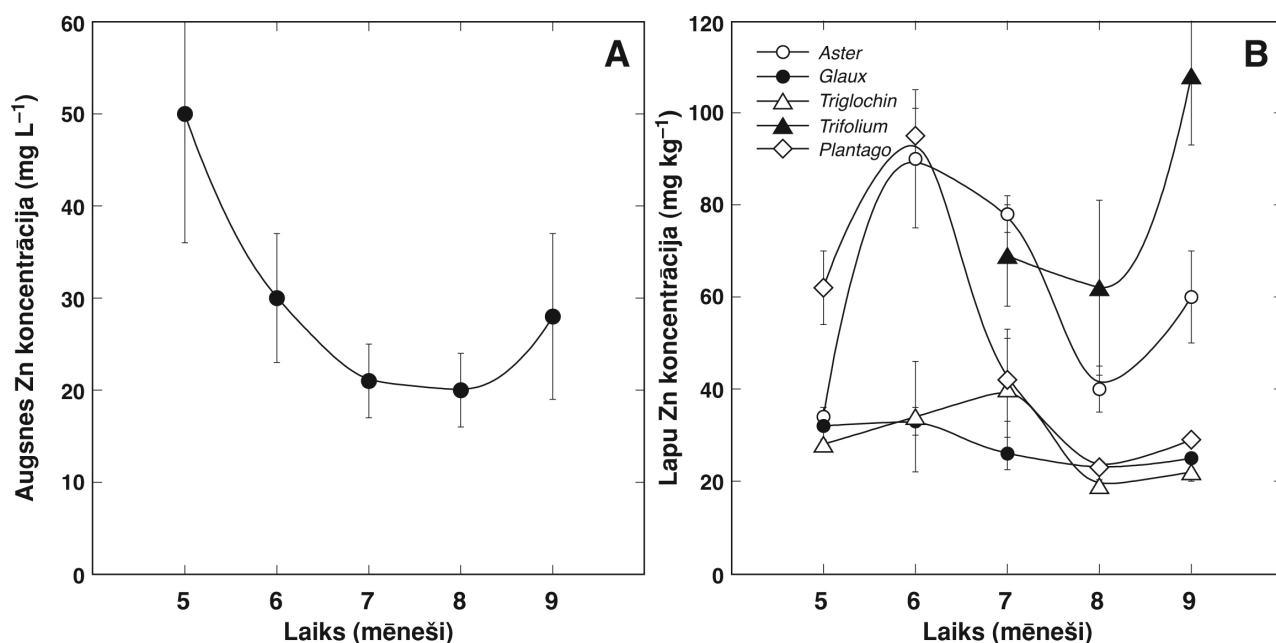 A
Augsnes Zn koncentrācija (mg L⁻¹)
60
50
40
30
20
10
0
5 6 7 8 9
Laiks (mēneši)
B
Aster
Glaux
Triglochin
Trifolium
Plantago
Lapu Zn koncentrācija (mg kg⁻¹)
120
100
80
60
40
20
0
5 6 7 8 9
Laiks (mēneši)